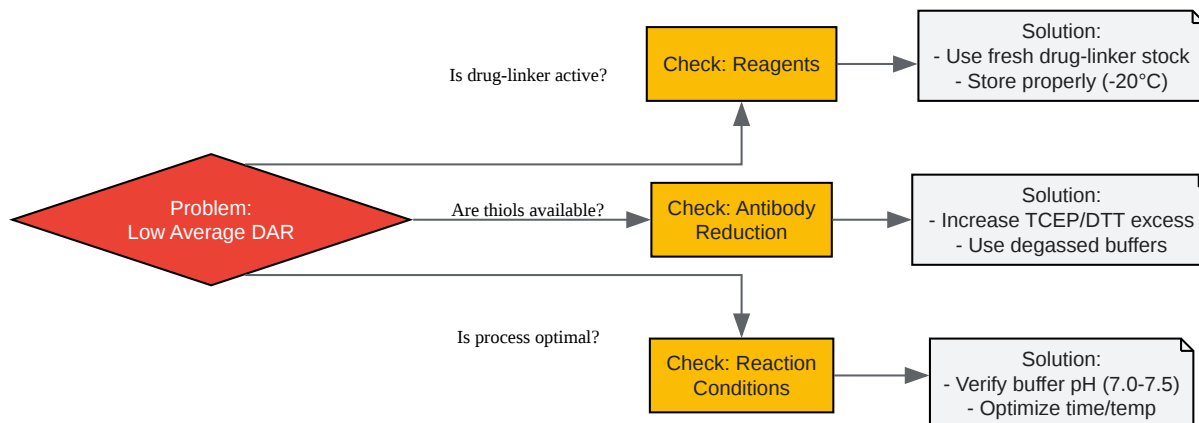 Problem:
Low Average DAR
Is drug-linker active?
Check: Reagents
Solution:
- Use fresh drug-linker stock
- Store properly (-20°C)
Are thiols available?
Check: Antibody
Reduction
Solution:
- Increase TCEP/DTT excess
- Use degassed buffers
Is process optimal?
Check: Reaction
Conditions
Solution:
- Verify buffer pH (7.0-7.5)
- Optimize time/temp